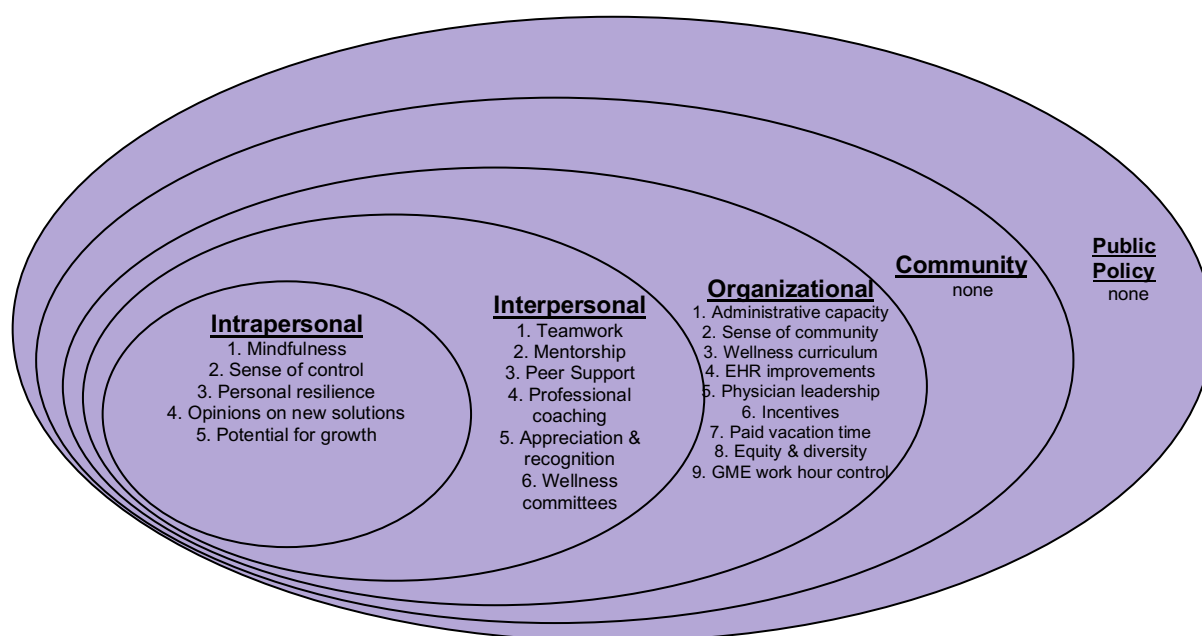 Intrapersonal
1. Mindfulness
2. Sense of control
3. Personal resilience
4. Opinions on new solutions
5. Potential for growth
Interpersonal
1. Teamwork
2. Mentorship
3. Peer Support
4. Professional
coaching
5. Appreciation &
recognition
6. Wellness
committees
Organizational
1. Administrative capacity
2. Sense of community
3. Wellness curriculum
4. EHR improvements
5. Physician leadership
6. Incentives
7. Paid vacation time
8. Equity & diversity
9. GME work hour control
Community
none
Public
Policy
none